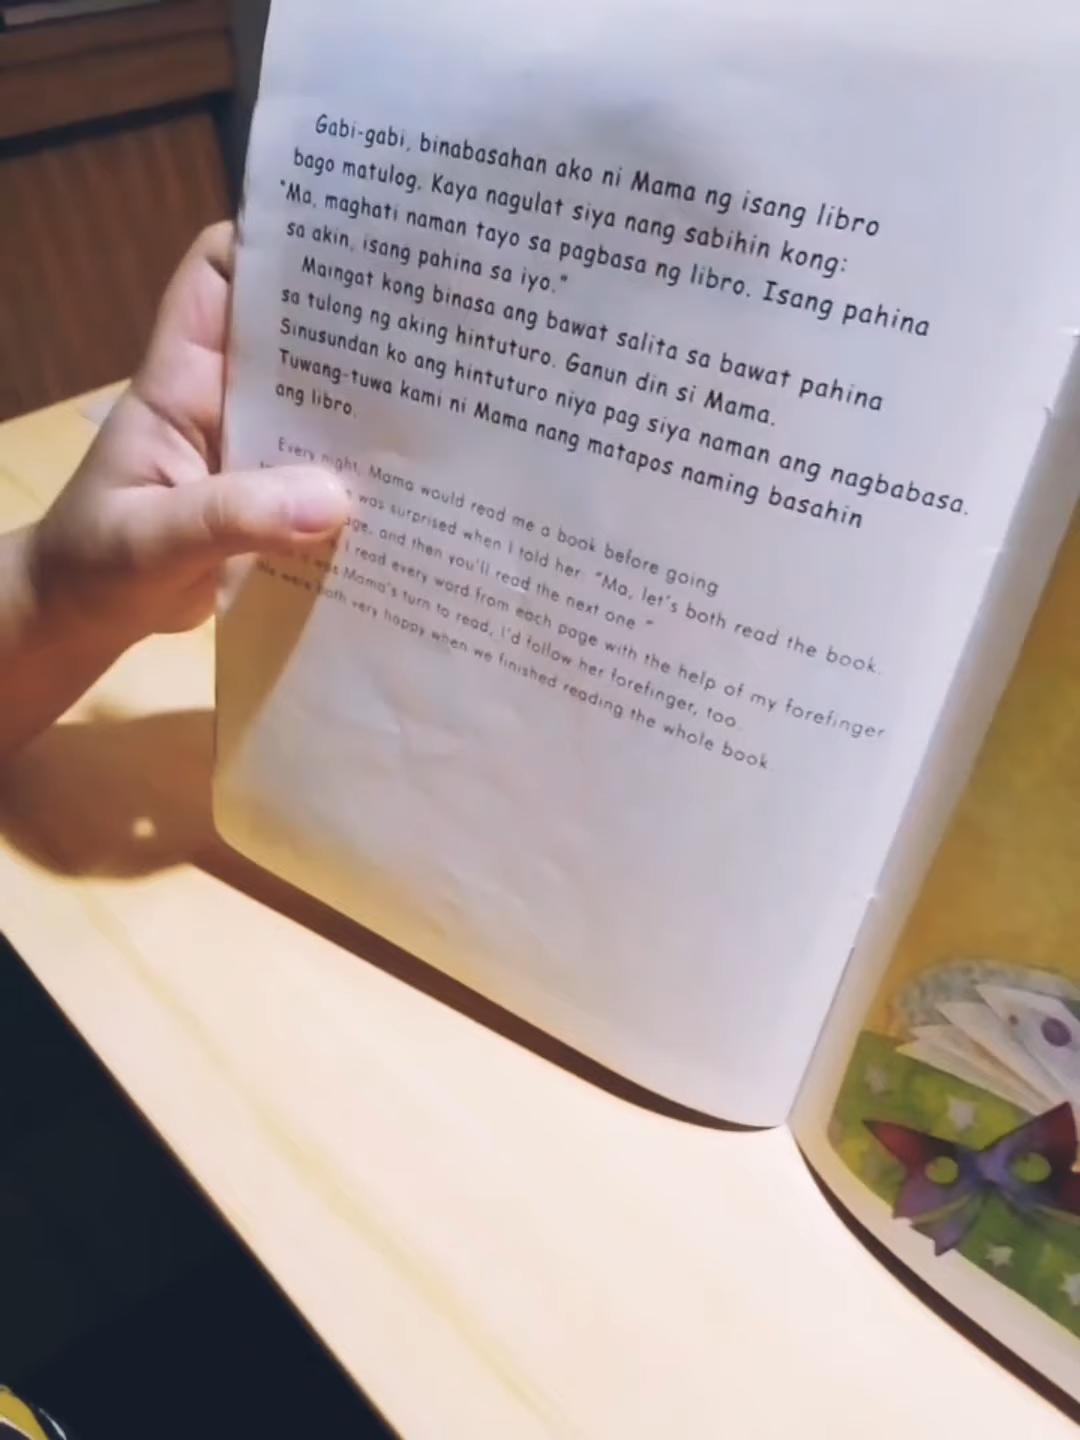 Gabi-gabi, binabasahan ako ni Mama ng isang libro
bago matulog. Kaya nagulat siya nang sabihin kong:
"Ma, maghati naman tayo sa pagbasa ng libro. Isang pahina
sa akin, isang pahina sa iyo."
Maingat kong binasa ang bawat salita sa bawat pahina
sa tulong ng aking hintuturo. Ganun din si Mama.
Sinusundan ko ang hintuturo niya pag siya naman ang nagbabasa.
Tuwang-tuwa kami ni Mama nang matapos naming basahin
ang libro.
Every night, Mama would read me a book before going
was surprised when I told her: "Ma, let's both read the book.
and then you'll read the next one."
I read every word from each page with the help of my forefinger
Mama's turn to read, I'd follow her forefinger, too.
were both very happy when we finished reading the whole book.